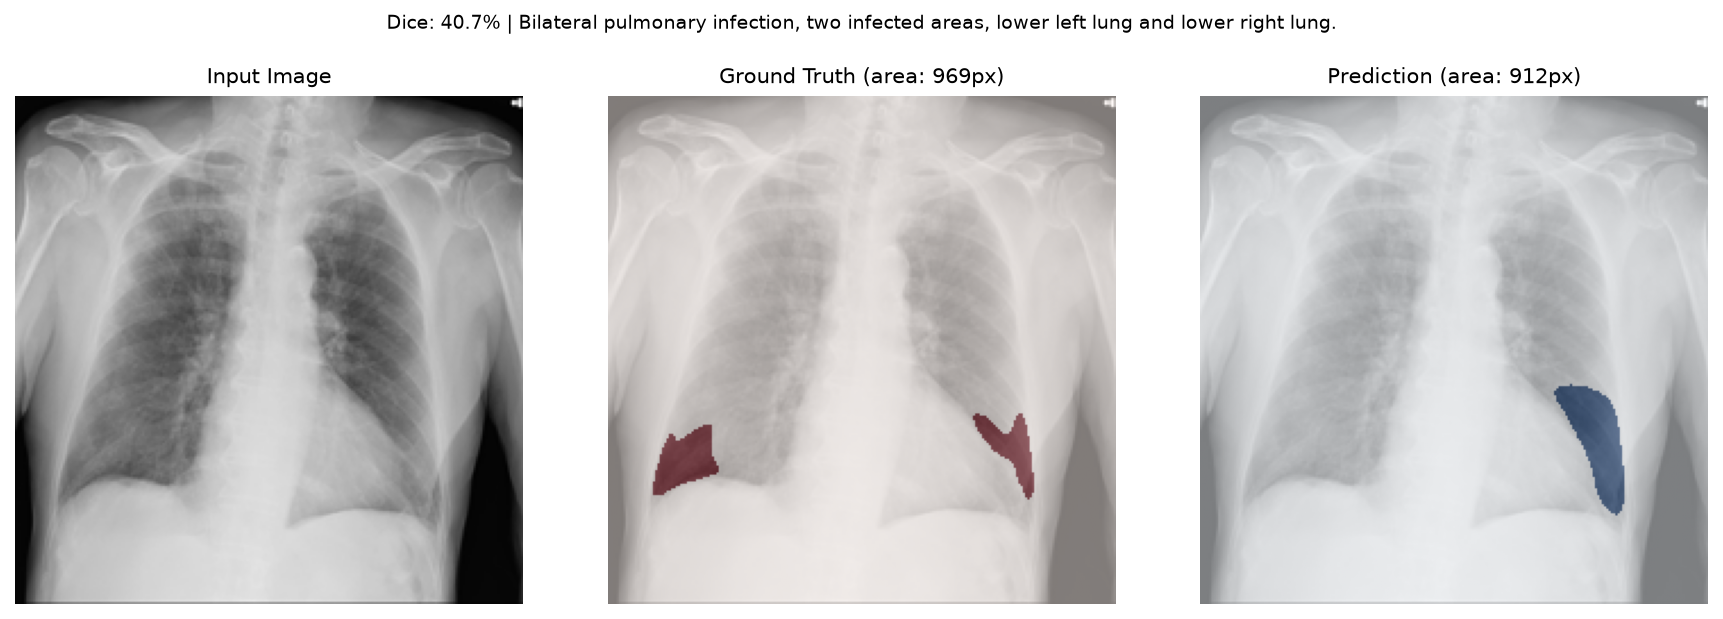 Dice: 40.7% | Bilateral pulmonary infection, two infected areas, lower left lung and lower right lung.
Input Image
Ground Truth (area: 969px)
Prediction (area: 912px)